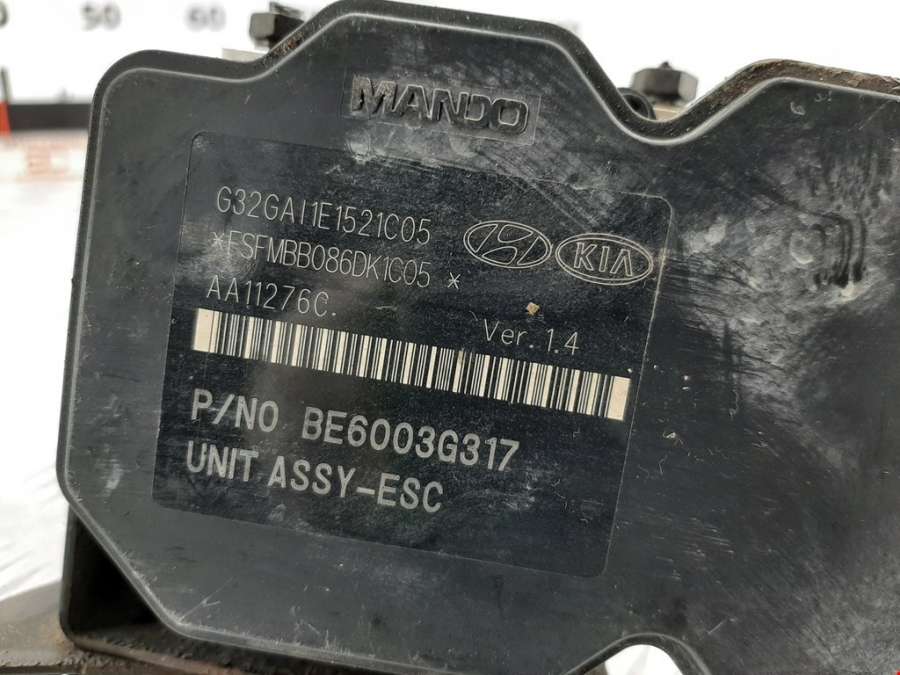 50 60
MANDO
G32GAI1E1521C05
*FSFMBB086DK1C05 *
KIA
AA11276C.
Ver.1.4
P/NO BE6003G317
UNIT ASSY-ESC